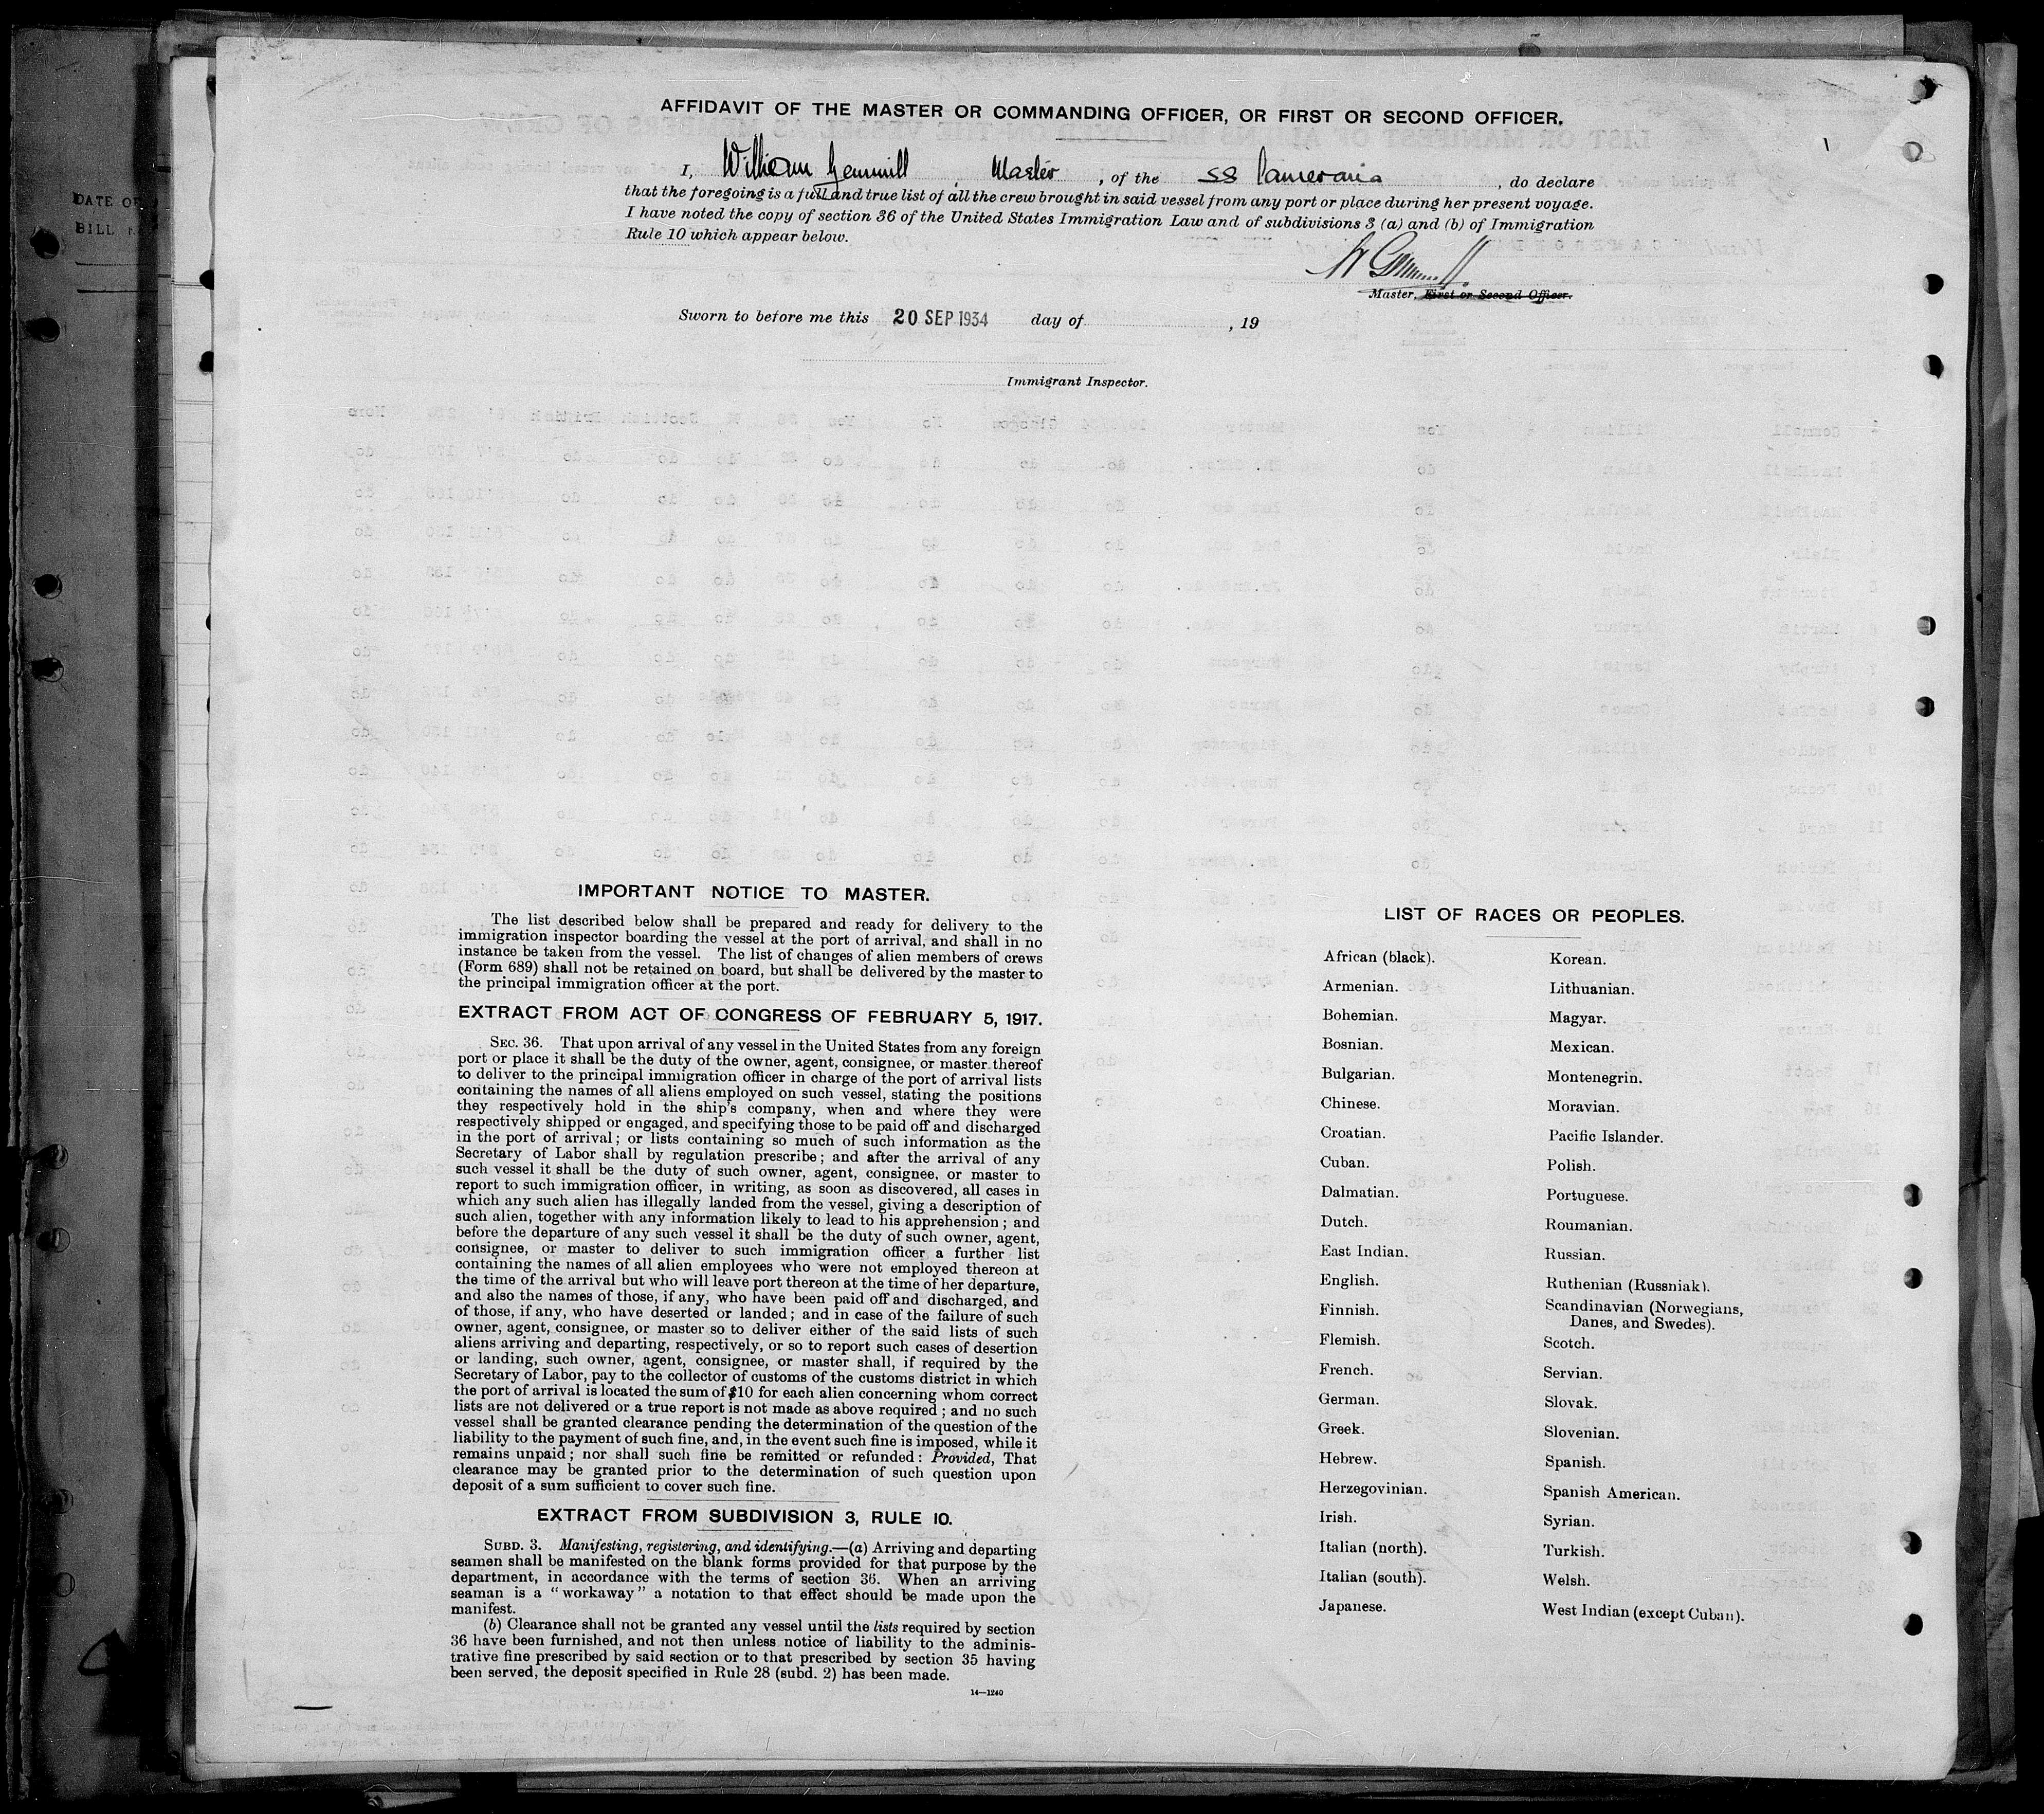 DATE OF
BILL
AFFIDAVIT OF THE MASTER OR COMMANDING OFFICER, OR FIRST OR SECOND OFFICER.
1
I, William Gemmill, Master, of the SS Cameronia, do declare
that the foregoing is a full and true list of all the crew brought in said vessel from any port or place during her present voyage.
I have noted the copy of section 36 of the United States Immigration Law and of subdivisions 3 (a) and (b) of Immigration
Rule 10 which appear below.
W Gemmill
Master, First or Second Officer.
Sworn to before me this 20 SEP 1934 day of , 19
Immigrant Inspector.
IMPORTANT NOTICE TO MASTER.
The list described below shall be prepared and ready for delivery to the
immigration inspector boarding the vessel at the port of arrival, and shall in no
instance be taken from the vessel. The list of changes of alien members of crews
(Form 689) shall not be retained on board, but shall be delivered by the master to
the principal immigration officer at the port.
EXTRACT FROM ACT OF CONGRESS OF FEBRUARY 5, 1917.
SEC. 36. That upon arrival of any vessel in the United States from any foreign
port or place it shall be the duty of the owner, agent, consignee, or master thereof
to deliver to the principal immigration officer in charge of the port of arrival lists
containing the names of all aliens employed on such vessel, stating the positions
they respectively hold in the ship's company, when and where they were
respectively shipped or engaged, and specifying those to be paid off and discharged
in the port of arrival; or lists containing so much of such information as the
Secretary of Labor shall by regulation prescribe; and after the arrival of any
such vessel it shall be the duty of such owner, agent, consignee, or master to
report to such immigration officer, in writing, as soon as discovered, all cases in
which any such alien has illegally landed from the vessel, giving a description of
such alien, together with any information likely to lead to his apprehension; and
before the departure of any such vessel it shall be the duty of such owner, agent,
consignee, or master to deliver to such immigration officer a further list
containing the names of all alien employees who were not employed thereon at
the time of the arrival but who will leave port thereon at the time of her departure,
and also the names of those, if any, who have been paid off and discharged, and
of those, if any, who have deserted or landed; and in case of the failure of such
owner, agent, consignee, or master so to deliver either of the said lists of such
aliens arriving and departing, respectively, or so to report such cases of desertion
or landing, such owner, agent, consignee, or master shall, if required by the
Secretary of Labor, pay to the collector of customs of the customs district in which
the port of arrival is located the sum of $10 for each alien concerning whom correct
lists are not delivered or a true report is not made as above required; and no such
vessel shall be granted clearance pending the determination of the question of the
liability to the payment of such fine, and, in the event such fine is imposed, while it
remains unpaid; nor shall such fine be remitted or refunded: Provided, That
clearance may be granted prior to the determination of such question upon
deposit of a sum sufficient to cover such fine.
EXTRACT FROM SUBDIVISION 3, RULE 10.
SUBD. 3. Manifesting, registering, and identifying.—(a) Arriving and departing
seamen shall be manifested on the blank forms provided for that purpose by the
department, in accordance with the terms of section 36. When an arriving
seaman is a "workaway" a notation to that effect should be made upon the
manifest.
(b) Clearance shall not be granted any vessel until the lists required by section
36 have been furnished, and not then unless notice of liability to the adminis-
trative fine prescribed by said section or to that prescribed by section 35 having
been served, the deposit specified in Rule 28 (subd. 2) has been made.
14—1240
LIST OF RACES OR PEOPLES.
African (black).
Armenian.
Bohemian.
Bosnian.
Bulgarian.
Chinese.
Croatian.
Cuban.
Dalmatian.
Dutch.
East Indian.
English.
Finnish.
Flemish.
French.
German.
Greek.
Hebrew.
Herzegovinian.
Irish.
Italian (north).
Italian (south).
Japanese.
Korean.
Lithuanian.
Magyar.
Mexican.
Montenegrin.
Moravian.
Pacific Islander.
Polish.
Portuguese.
Roumanian.
Russian.
Ruthenian (Russniak).
Scandinavian (Norwegians,
Danes, and Swedes).
Scotch.
Servian.
Slovak.
Slovenian.
Spanish.
Spanish American.
Syrian.
Turkish.
Welsh.
West Indian (except Cuban).